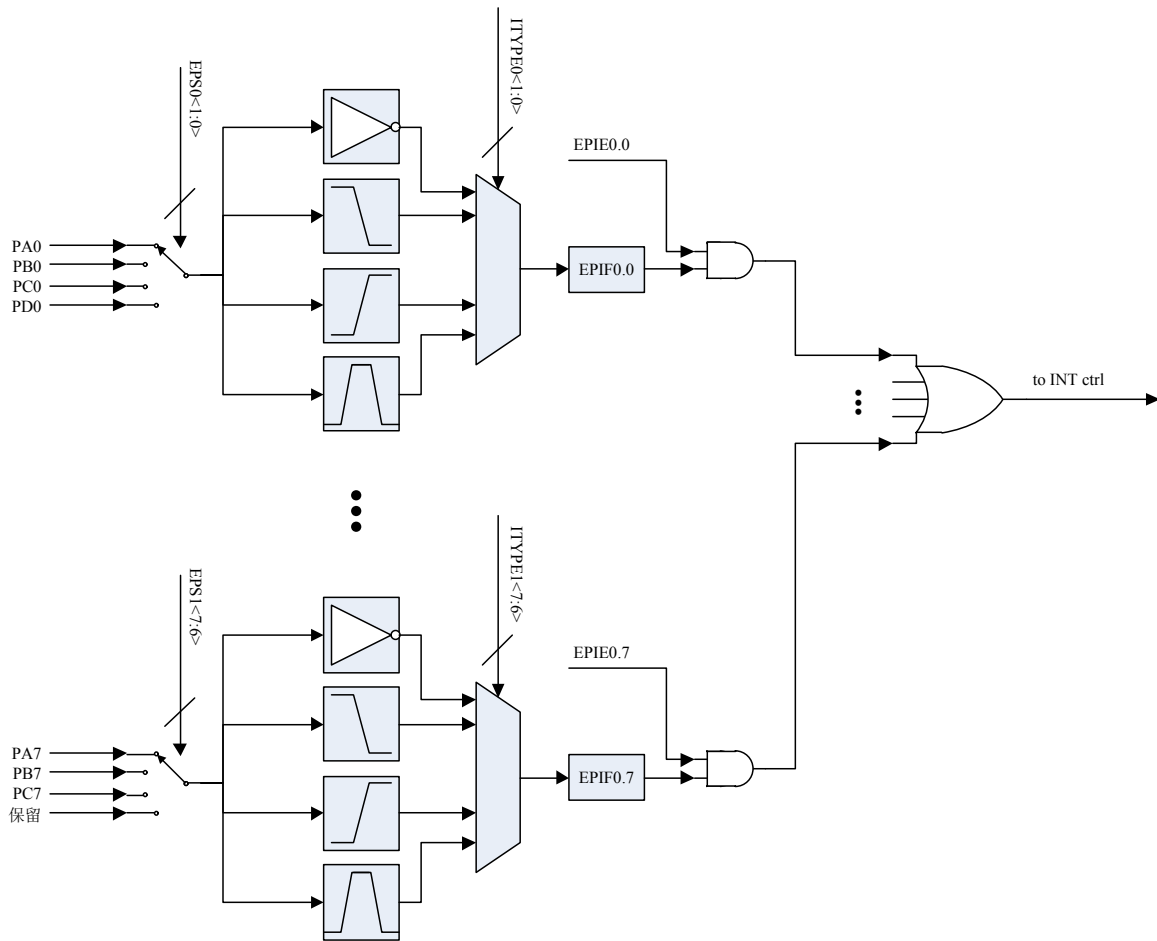 EPS0<1:0>
ITYPE0<1:0>
PA0
PB0
PC0
PD0
EPIE0.0
EPIF0.0
to INT ctrl
EPS1<7:6>
ITYPE1<7:6>
PA7
PB7
PC7
保留
EPIE0.7
EPIF0.7